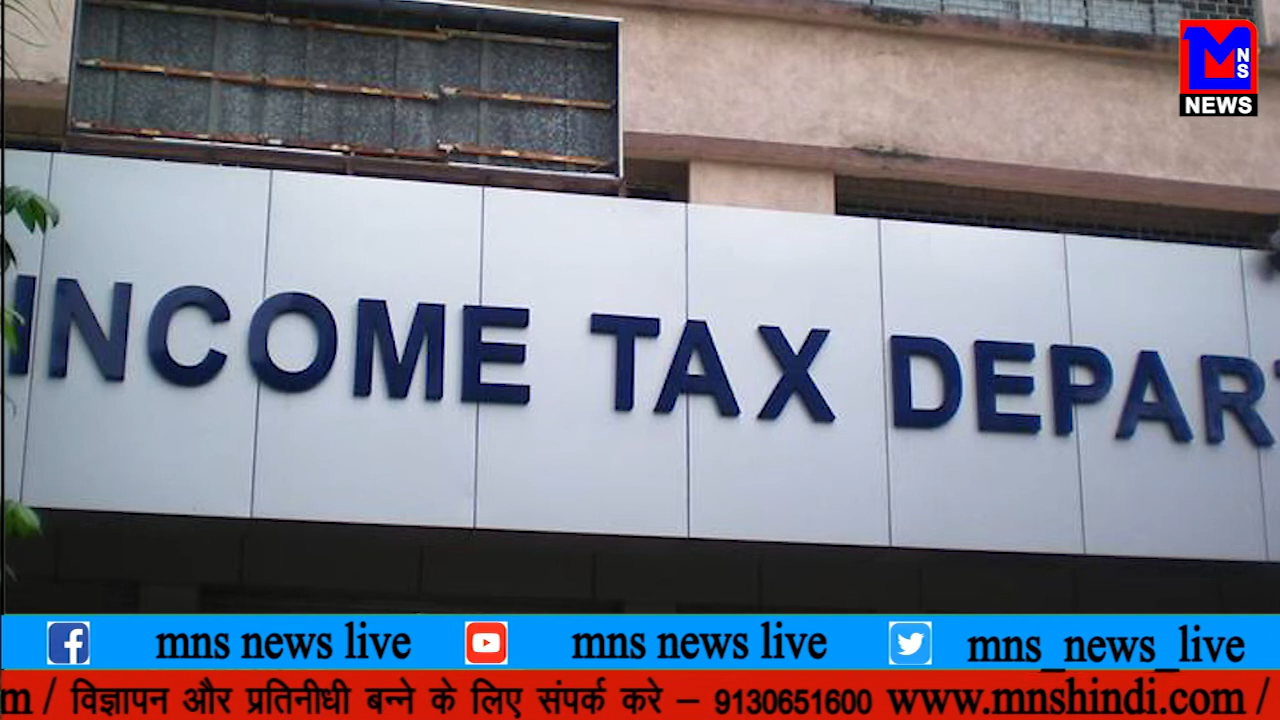 MNS
NEWS
INCOME TAX DEPART
mns news live mns news live mns_news_live
m / विज्ञापन और प्रतिनीधी बन्ने के लिए संपर्क करे – 9130651600 www.mnshindi.com /